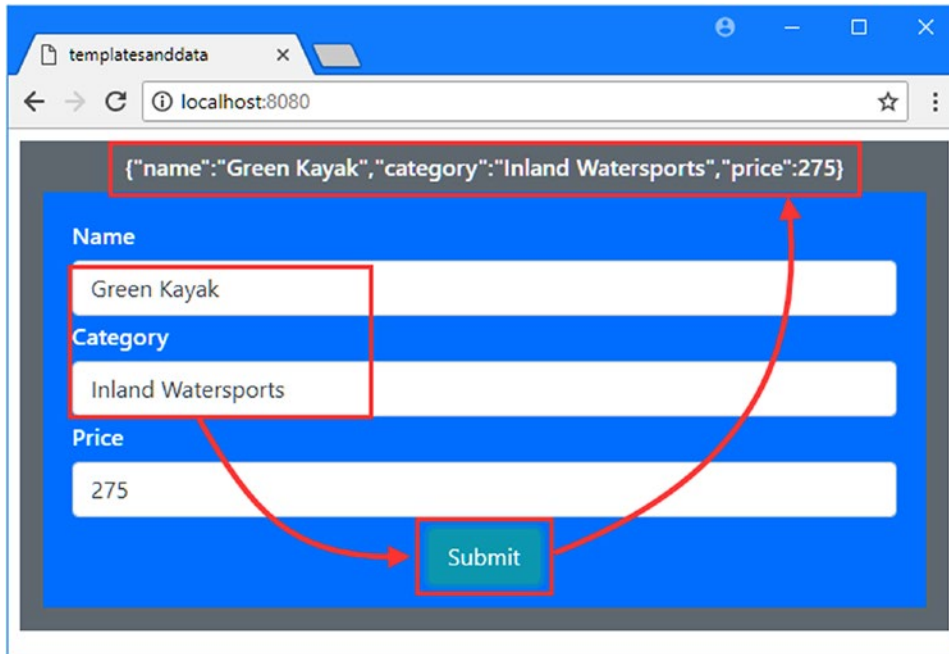 templatesanddata
localhost:8080
{"name":"Green Kayak","category":"Inland Watersports","price":275}
Name
Green Kayak
Category
Inland Watersports
Price
275
Submit